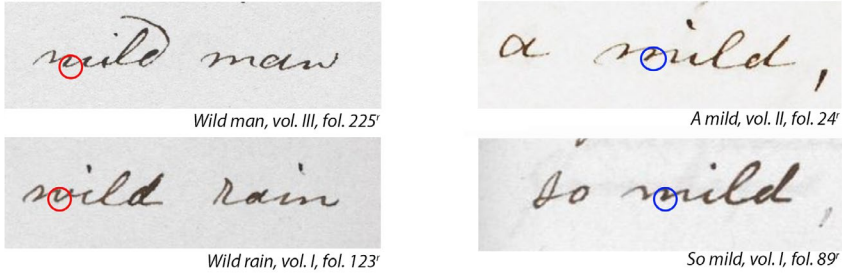 wild man
Wild man, vol. III, fol. 225r
wild rain
Wild rain, vol. I, fol. 123r
a mild,
A mild, vol. II, fol. 24r
so mild,
So mild, vol. I, fol. 89r